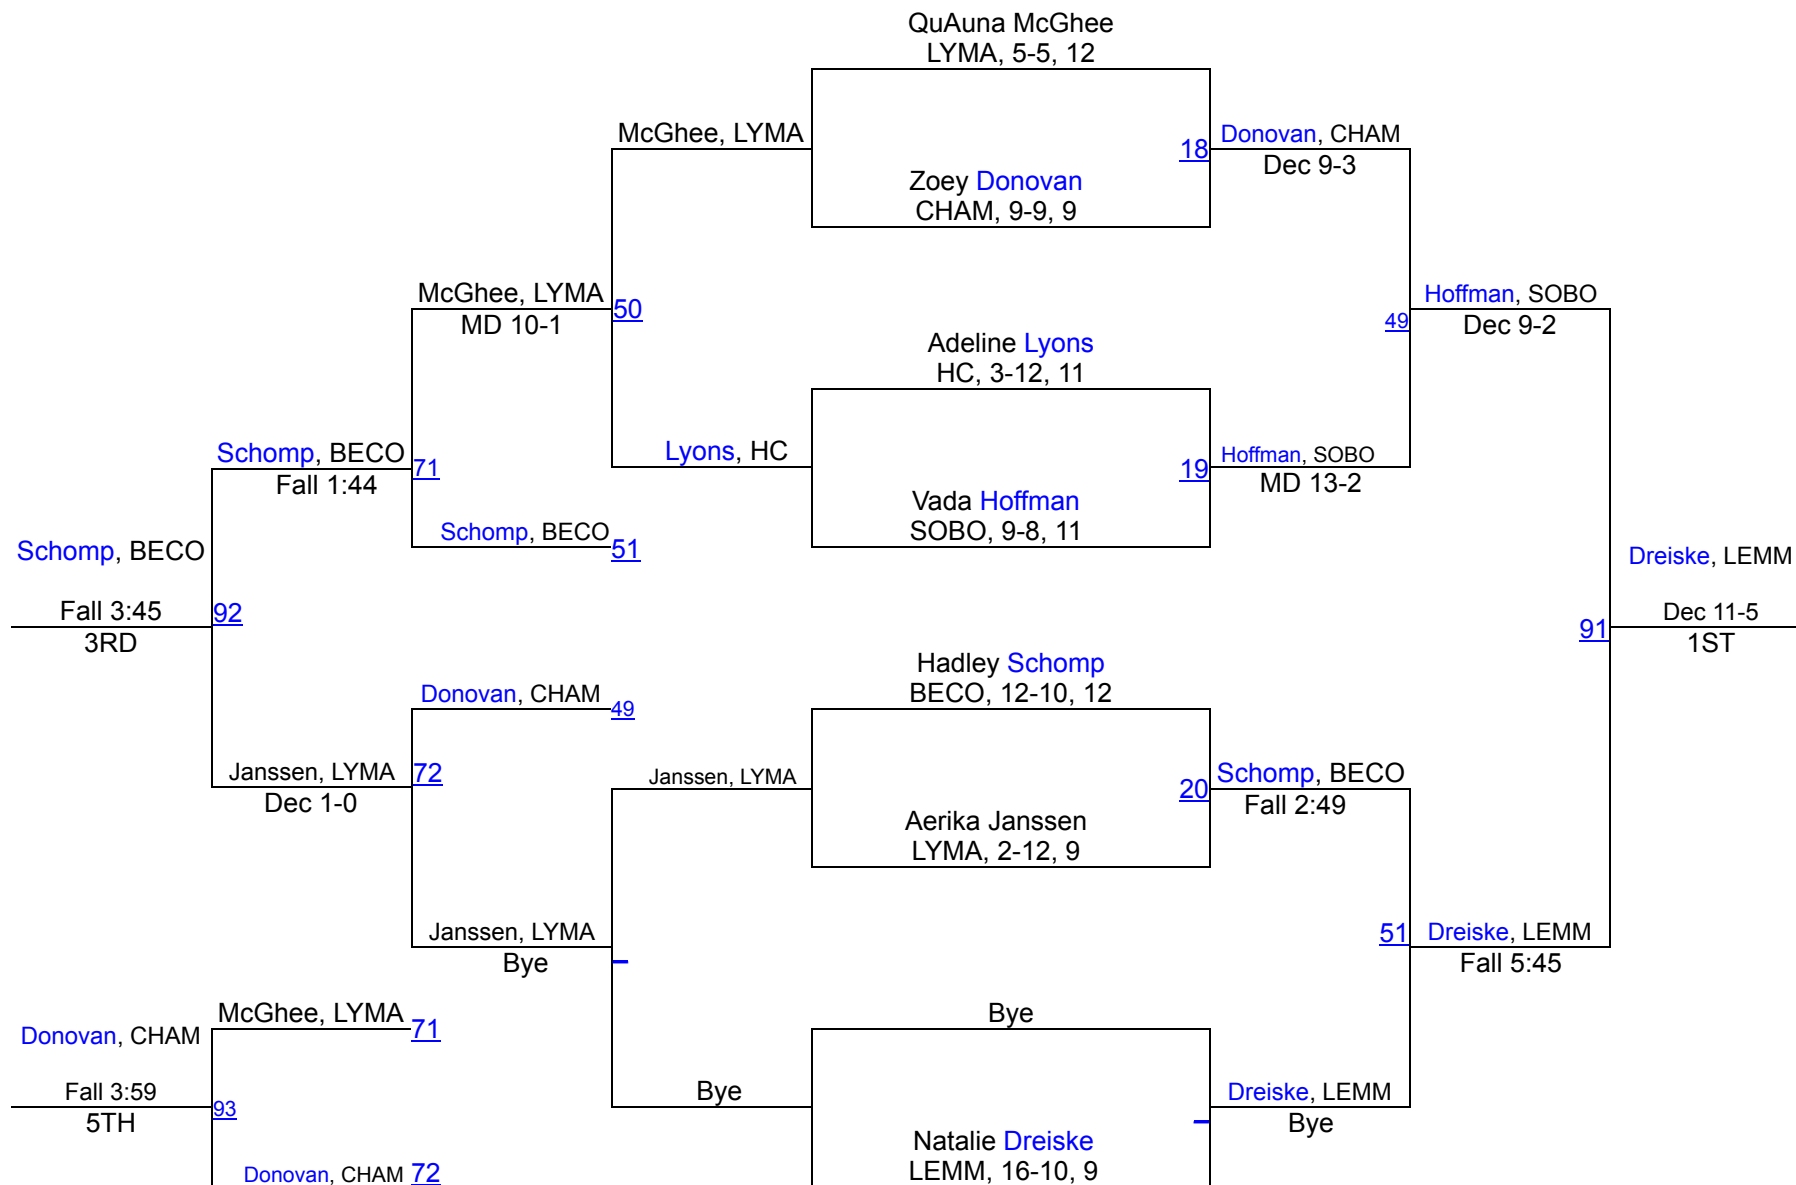 QuAuna McGhee
LYMA, 5-5, 12
McGhee, LYMA
18
Donovan, CHAM
Dec 9-3
Zoey Donovan
CHAM, 9-9, 9
McGhee, LYMA
MD 10-1
50
Hoffman, SOBO
Dec 9-2
49
Adeline Lyons
HC, 3-12, 11
Schomp, BECO
Fall 1:44
71
Lyons, HC
19
Hoffman, SOBO
MD 13-2
Vada Hoffman
SOBO, 9-8, 11
Schomp, BECO
51
Schomp, BECO
Fall 3:45
3RD
92
Dreiske, LEMM
Dec 11-5
1ST
91
Hadley Schomp
BECO, 12-10, 12
Donovan, CHAM
49
Janssen, LYMA
Dec 1-0
72
Janssen, LYMA
20
Schomp, BECO
Fall 2:49
Aerika Janssen
LYMA, 2-12, 9
Janssen, LYMA
Bye
51
Dreiske, LEMM
Fall 5:45
McGhee, LYMA
71
Bye
Donovan, CHAM
Fall 3:59
5TH
93
Bye
Dreiske, LEMM
Bye
Natalie Dreiske
LEMM, 16-10, 9
Donovan, CHAM
72